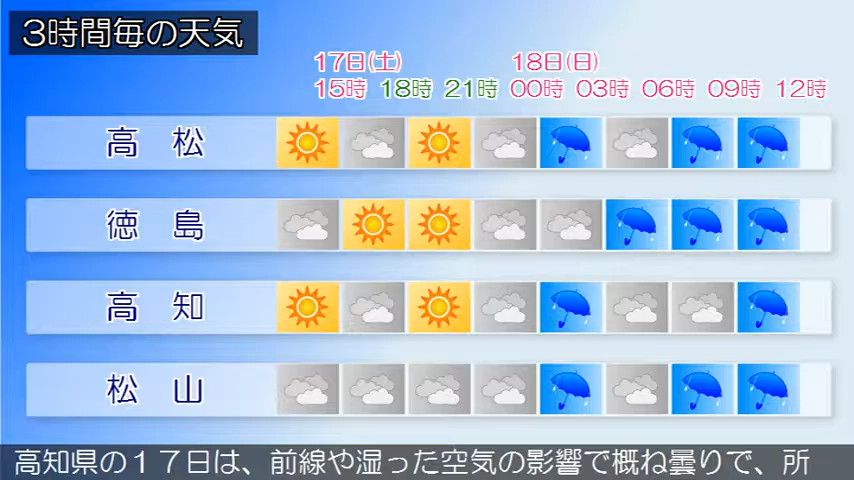 3時間毎の天気
17日(土) 18日(日)
15時 18時 21時 00時 03時 06時 09時 12時
高 松
徳 島
高 知
松 山
高知県の17日は、前線や湿った空気の影響で概ね曇りで、所